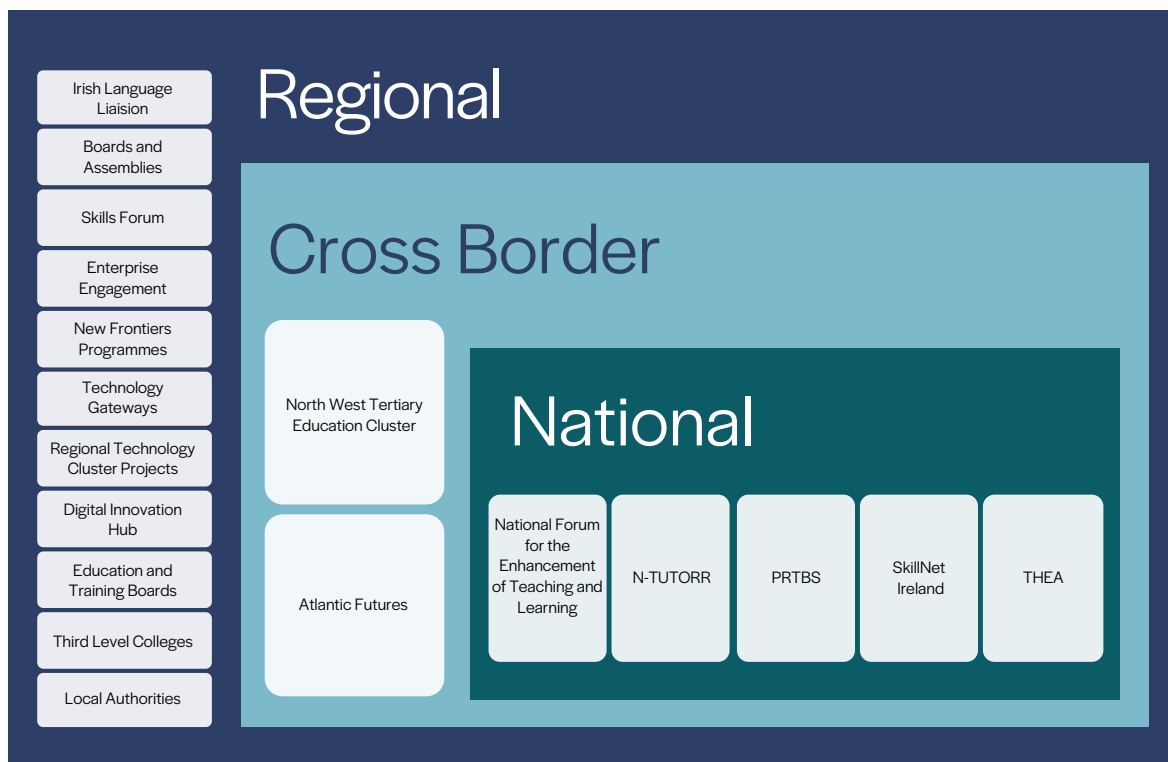 Regional
Irish Language
Liaision
Boards and
Assemblies
Skills Forum
Enterprise
Engagement
New Frontiers
Programmes
Technology
Gateways
Regional Technology
Cluster Projects
Digital Innovation
Hub
Education and
Training Boards
Third Level Colleges
Local Authorities
Cross Border
North West Tertiary
Education Cluster
Atlantic Futures
National
National Forum
for the
Enhancement
of Teaching and
Learning
N-TUTORR
PRTBS
SkillNet
Ireland
THEA